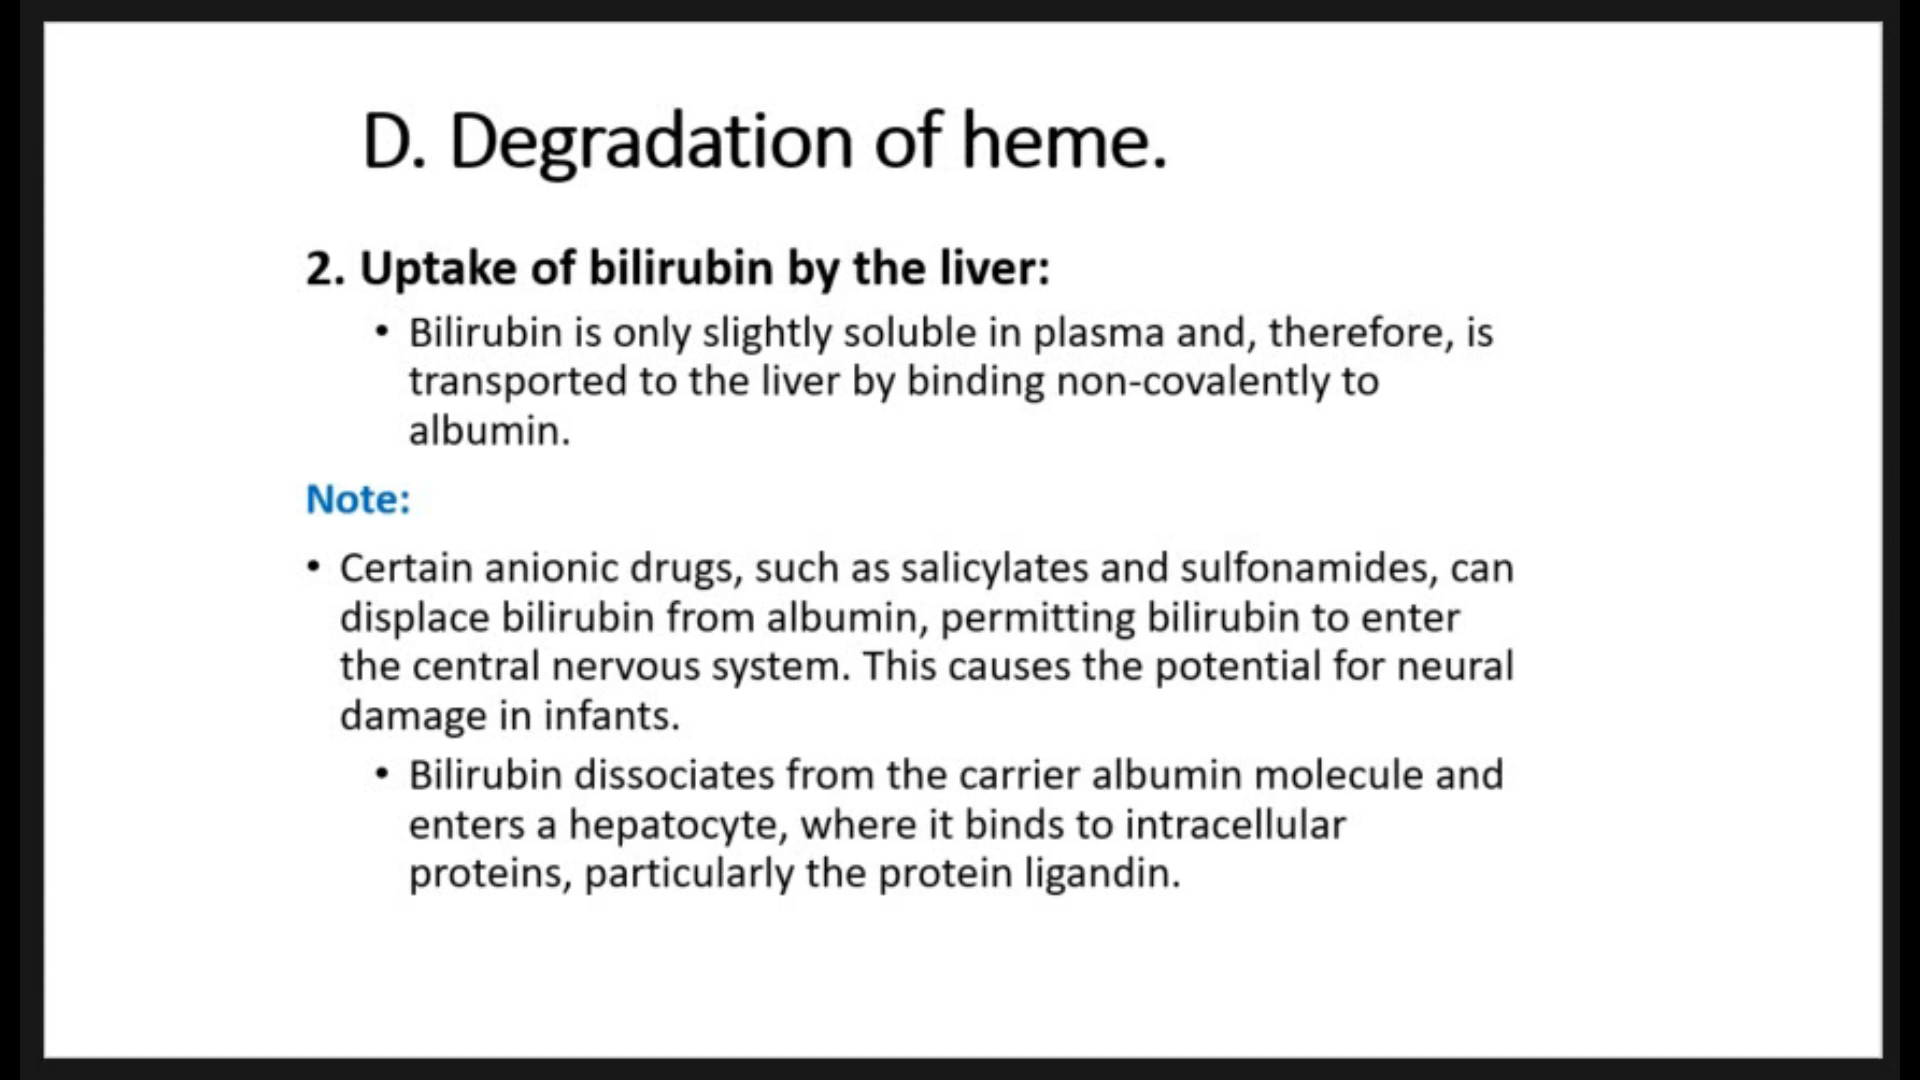 D. Degradation of heme.
2. Uptake of bilirubin by the liver:
• Bilirubin is only slightly soluble in plasma and, therefore, is
transported to the liver by binding non-covalently to
albumin.
Note:
• Certain anionic drugs, such as salicylates and sulfonamides, can
displace bilirubin from albumin, permitting bilirubin to enter
the central nervous system. This causes the potential for neural
damage in infants.
• Bilirubin dissociates from the carrier albumin molecule and
enters a hepatocyte, where it binds to intracellular
proteins, particularly the protein ligandin.